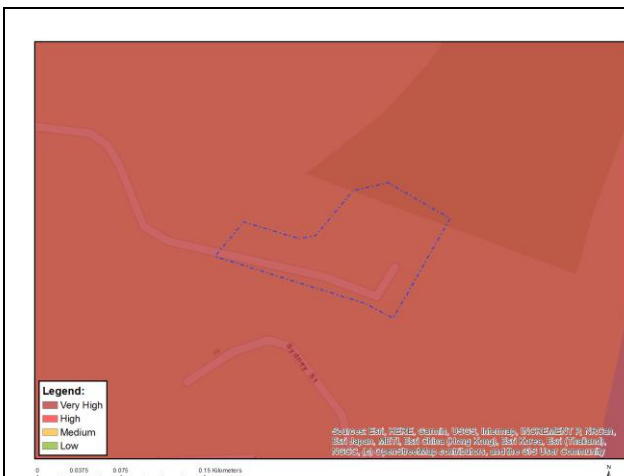 Sydney St
Legend:
Very High
High
Medium
Low
Sources: Esri, HERE, Garmin, USGS, Intermap, INCREMENT P, NRCan,
Esri Japan, METI, Esri China (Hong Kong), Esri Korea, Esri (Thailand),
NGCC, (c) OpenStreetMap contributors, and the GIS User Community
0 0.0375 0.075 0.15 Kilometers
N